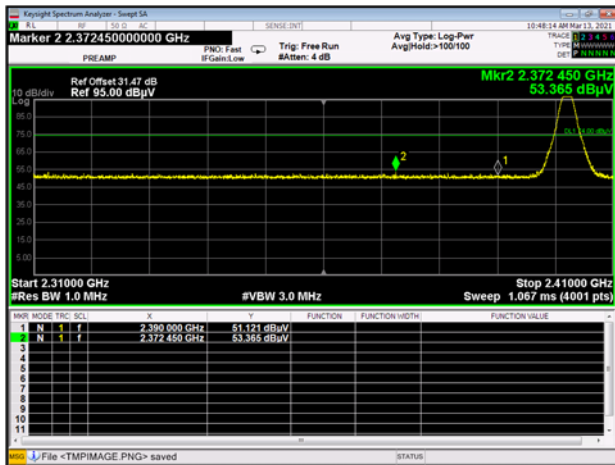 Keysight Spectrum Analyzer - Swept SA
RL RF 50 Ω AC SENSE:INT 10:48:14 AM Mar 13, 2021
Marker 2 2.372450000000 GHz
PREAMP
PNO: Fast
IFGain:Low
Trig: Free Run
#Atten: 4 dB
Avg Type: Log-Pwr
Avg|Hold:>100/100
TRACE 1 2 3 4 5 6
TYPE M W W W W W
DET P N N N N N
Mkr2 2.372 450 GHz
53.365 dBµV
Ref Offset 31.47 dB
10 dB/div Ref 95.00 dBµV
Log
85.0
75.0
65.0
55.0
45.0
35.0
25.0
15.0
5.00
DL1 74.00 dBµV
2
1
Start 2.31000 GHz Stop 2.41000 GHz
#Res BW 1.0 MHz #VBW 3.0 MHz Sweep 1.067 ms (4001 pts)
MKR MODE TRC SCL X Y FUNCTION FUNCTION WIDTH FUNCTION VALUE
1 N 1 f 2.390 000 GHz 51.121 dBµV
2 N 1 f 2.372 450 GHz 53.365 dBµV
3
4
5
6
7
8
9
10
11
MSG File <TMPIMAGE.PNG> saved STATUS